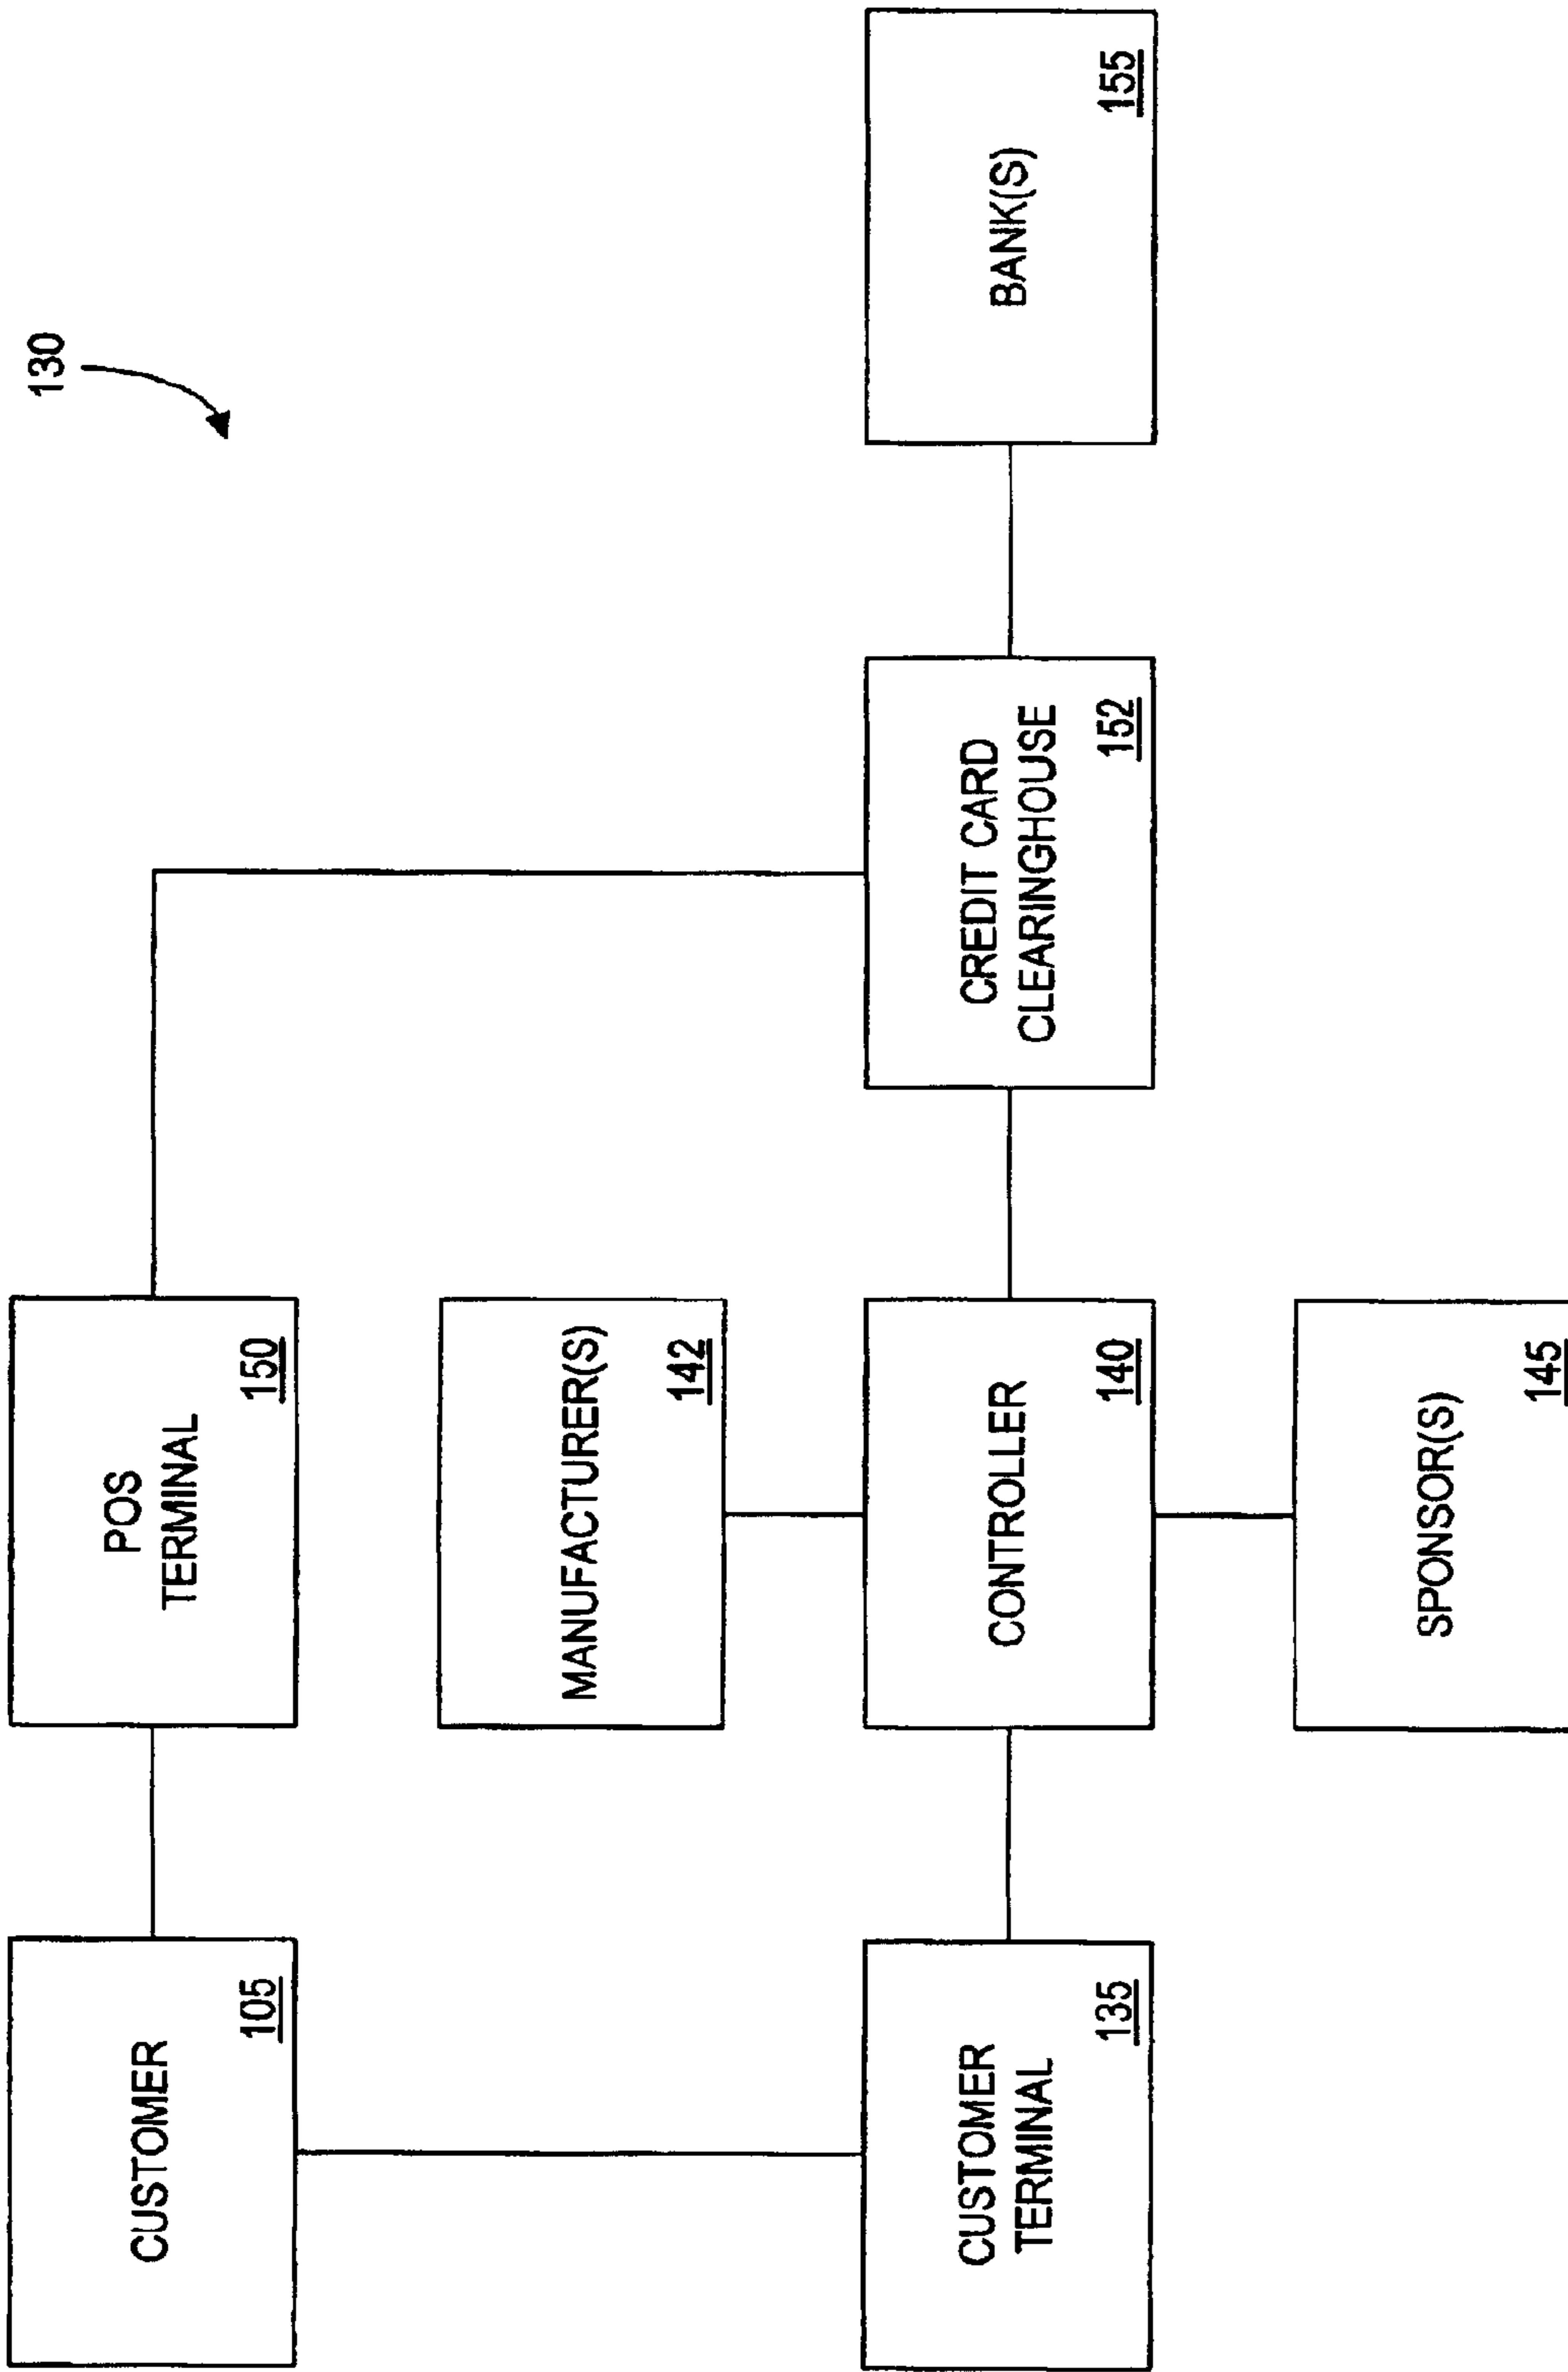 130
CUSTOMER
105
POS
TERMINAL
150
MANUFACTURER(S)
142
CUSTOMER
TERMINAL
135
CONTROLLER
140
CREDIT CARD
CLEARINGHOUSE
152
BANK(S)
155
SPONSOR(S)
145